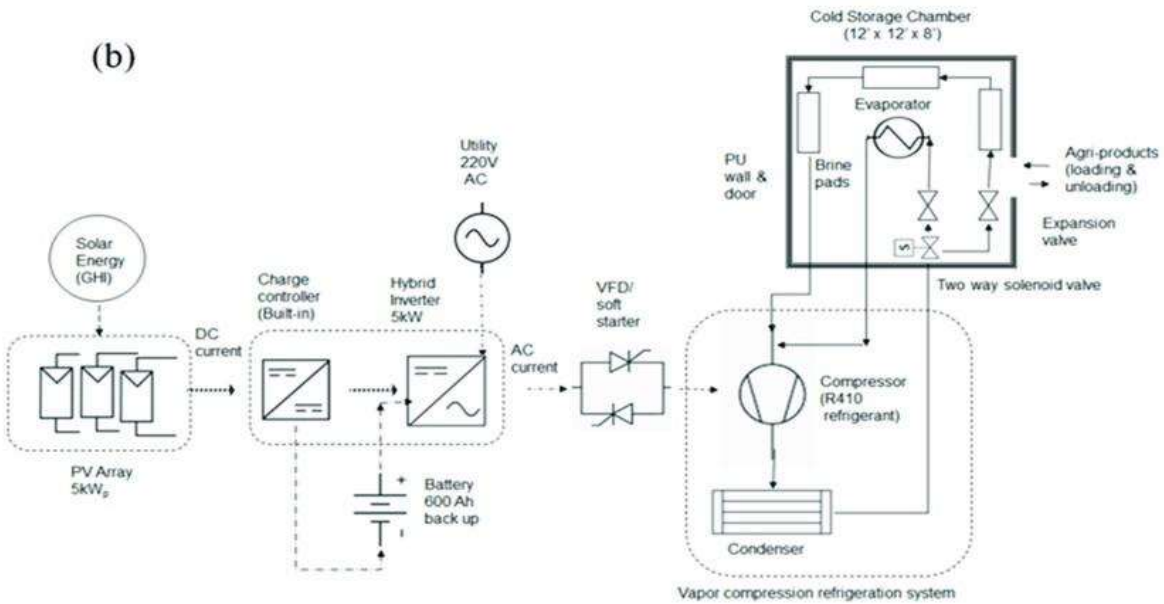 (b)
Cold Storage Chamber
(12' x 12' x 8')
Evaporator
Brine
pads
PU
wall &
door
Agri-products
(loading &
unloading)
Expansion
valve
S
Two way solenoid valve
Utility
220V
AC
Solar
Energy
(GHI)
Charge
controller
(Built-in)
Hybrid
Inverter
5kW
VFD/
soft
starter
DC
current
AC
current
PV Array
5kWp
+
Battery
600 Ah
back up
Compressor
(R410
refrigerant)
Condenser
Vapor compression refrigeration system